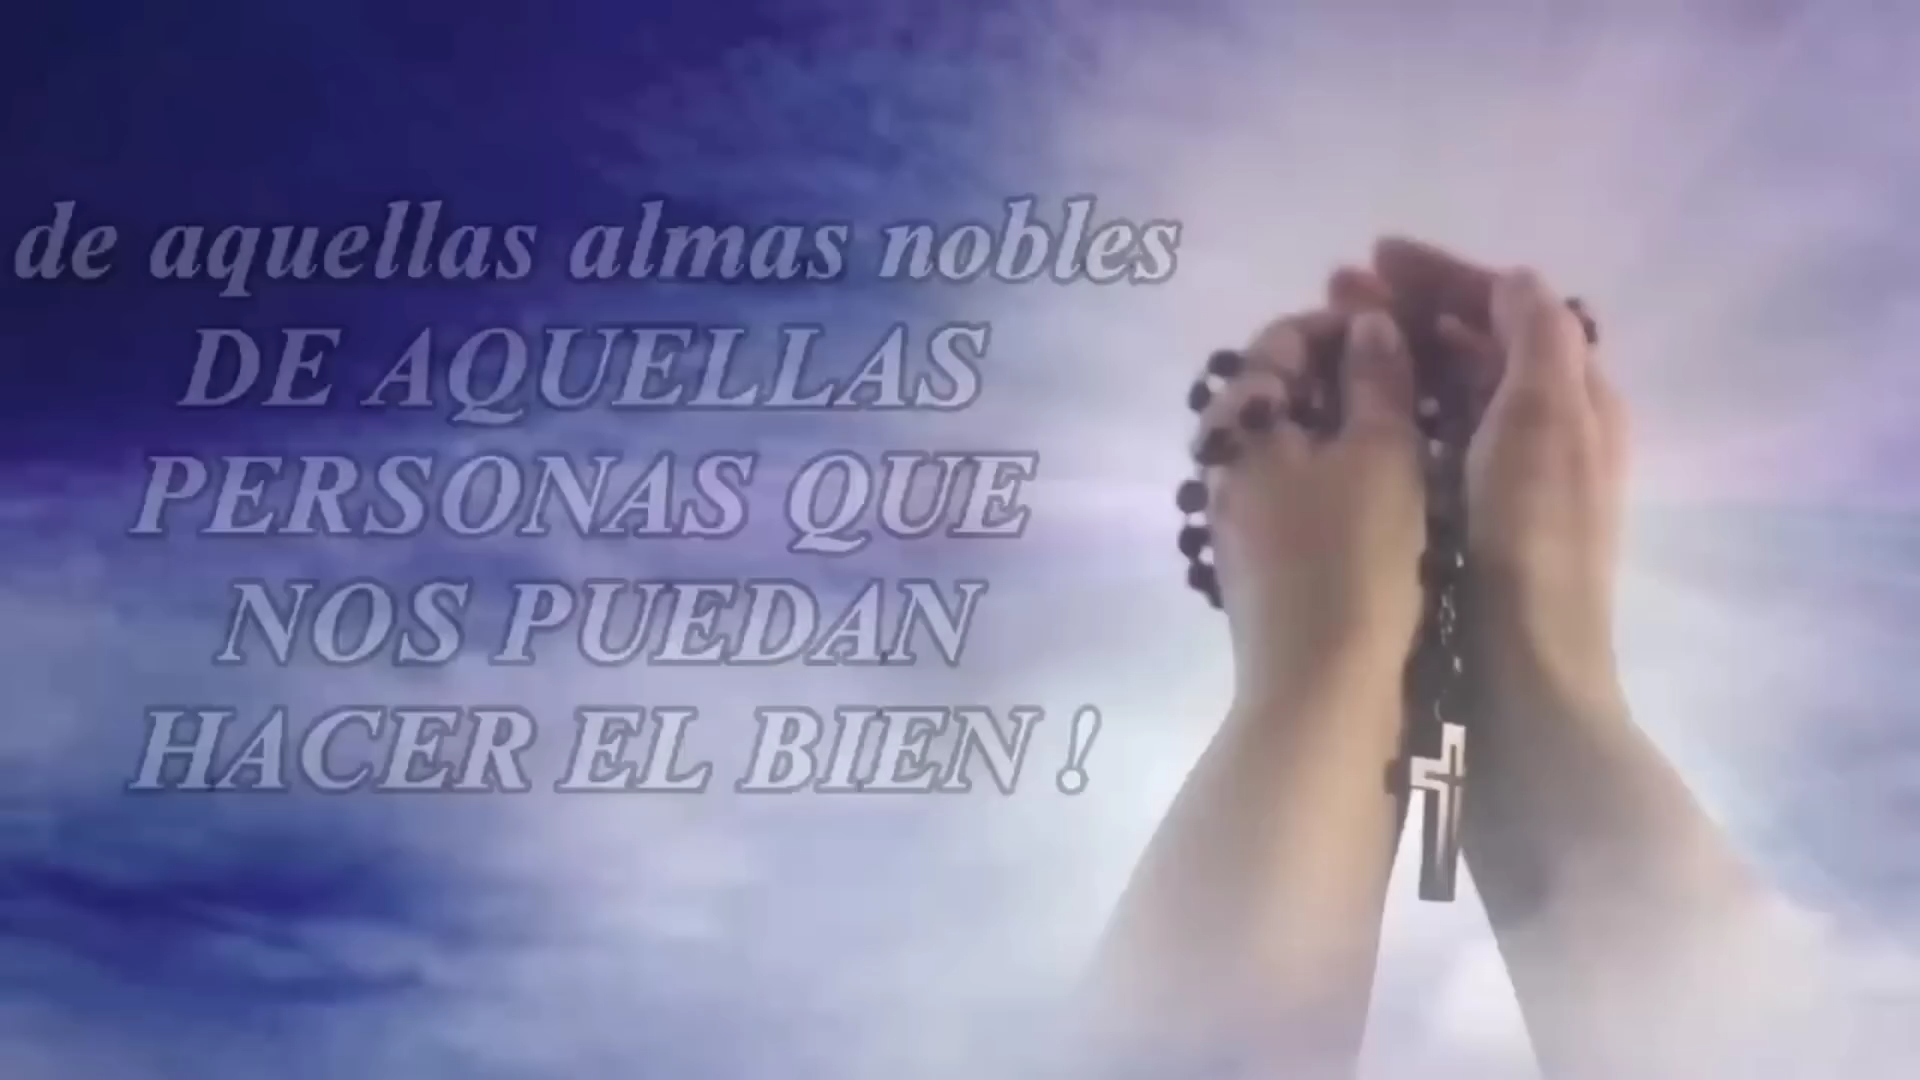 de aquellas almas nobles
DE AQUELLAS
PERSONAS QUE
NOS PUEDAN
HACER EL BIEN !